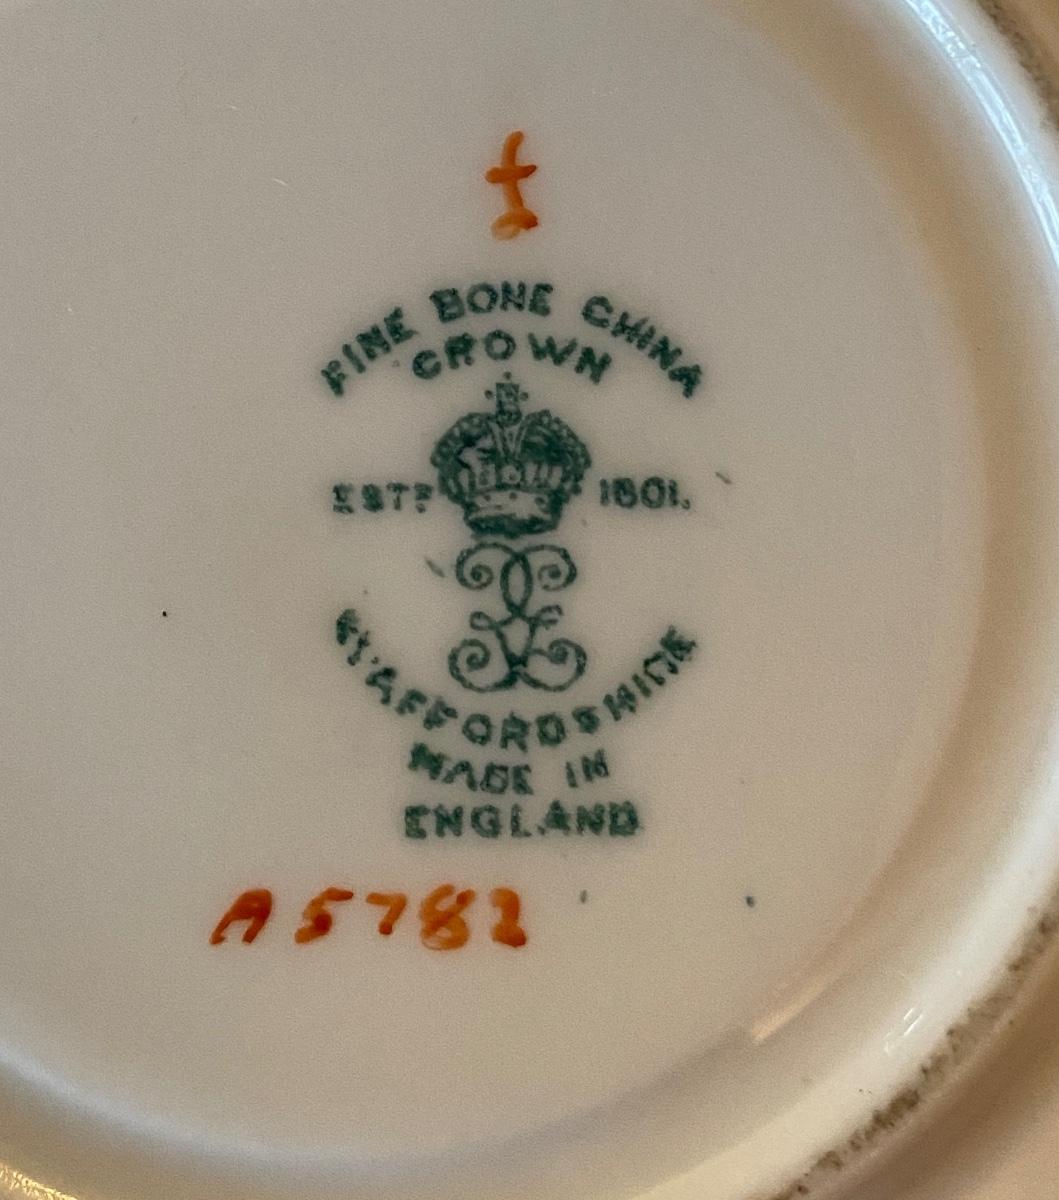 f
FINE BONE CHINA
CROWN
ESTD 1801.
STAFFORDSHIRE
MADE IN
ENGLAND
A5782